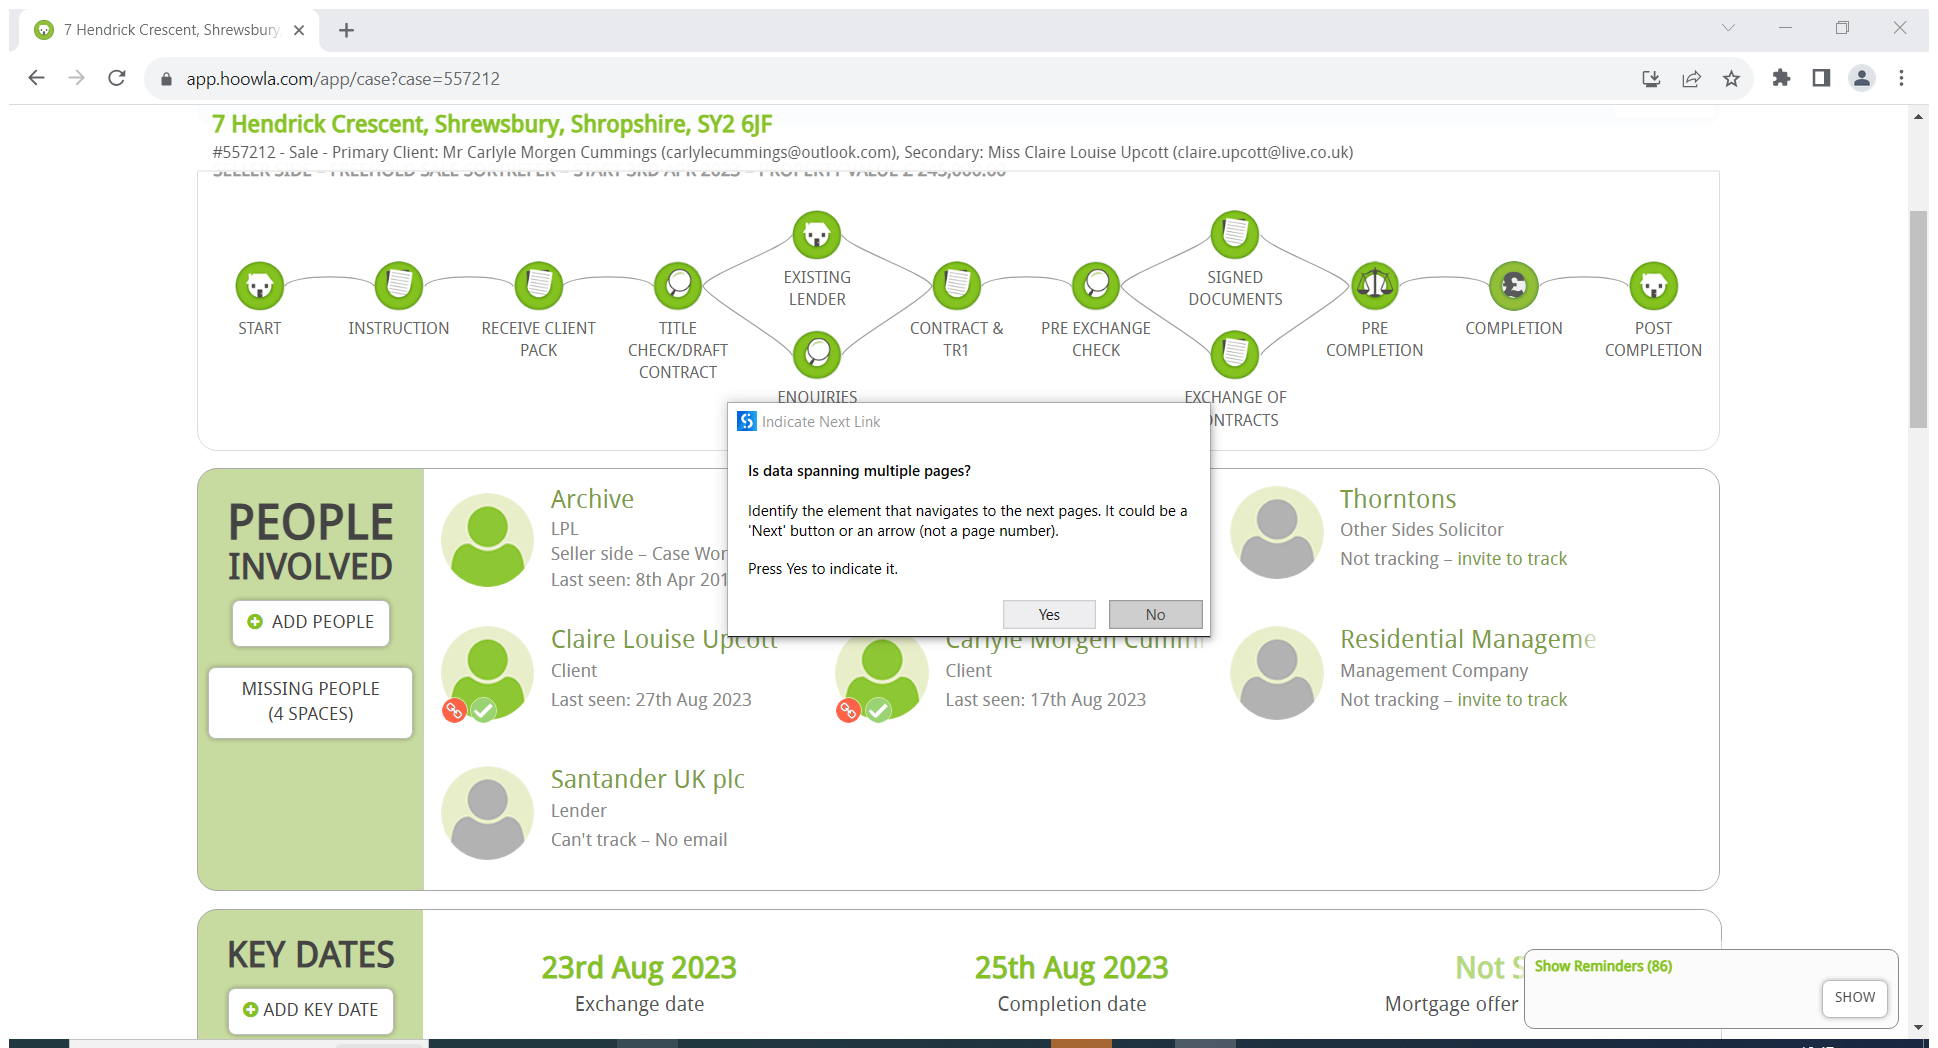 7 Hendrick Crescent, Shrewsbury,
app.hoowla.com/app/case?case=557212
7 Hendrick Crescent, Shrewsbury, Shropshire, SY2 6JF
#557212 - Sale - Primary Client: Mr Carlyle Morgen Cummings (carlylecummings@outlook.com), Secondary: Miss Claire Louise Upcott (claire.upcott@live.co.uk)
START
INSTRUCTION
RECEIVE CLIENT
PACK
TITLE
CHECK/DRAFT
CONTRACT
EXISTING
LENDER
ENQUIRIES
CONTRACT &
TR1
PRE EXCHANGE
CHECK
SIGNED
DOCUMENTS
EXCHANGE OF
NTRACTS
PRE
COMPLETION
COMPLETION
POST
COMPLETION
Indicate Next Link
Is data spanning multiple pages?
Identify the element that navigates to the next pages. It could be a
'Next' button or an arrow (not a page number).
Press Yes to indicate it.
Yes
No
PEOPLE
INVOLVED
ADD PEOPLE
MISSING PEOPLE
(4 SPACES)
Archive
LPL
Seller side – Case Wor
Last seen: 8th Apr 201
Thorntons
Other Sides Solicitor
Not tracking – invite to track
Claire Louise Upcott
Client
Last seen: 27th Aug 2023
Carlyle Morgen Cumm
Client
Last seen: 17th Aug 2023
Residential Manageme
Management Company
Not tracking – invite to track
Santander UK plc
Lender
Can't track – No email
KEY DATES
ADD KEY DATE
23rd Aug 2023
Exchange date
25th Aug 2023
Completion date
Not S
Mortgage offer
Show Reminders (86)
SHOW